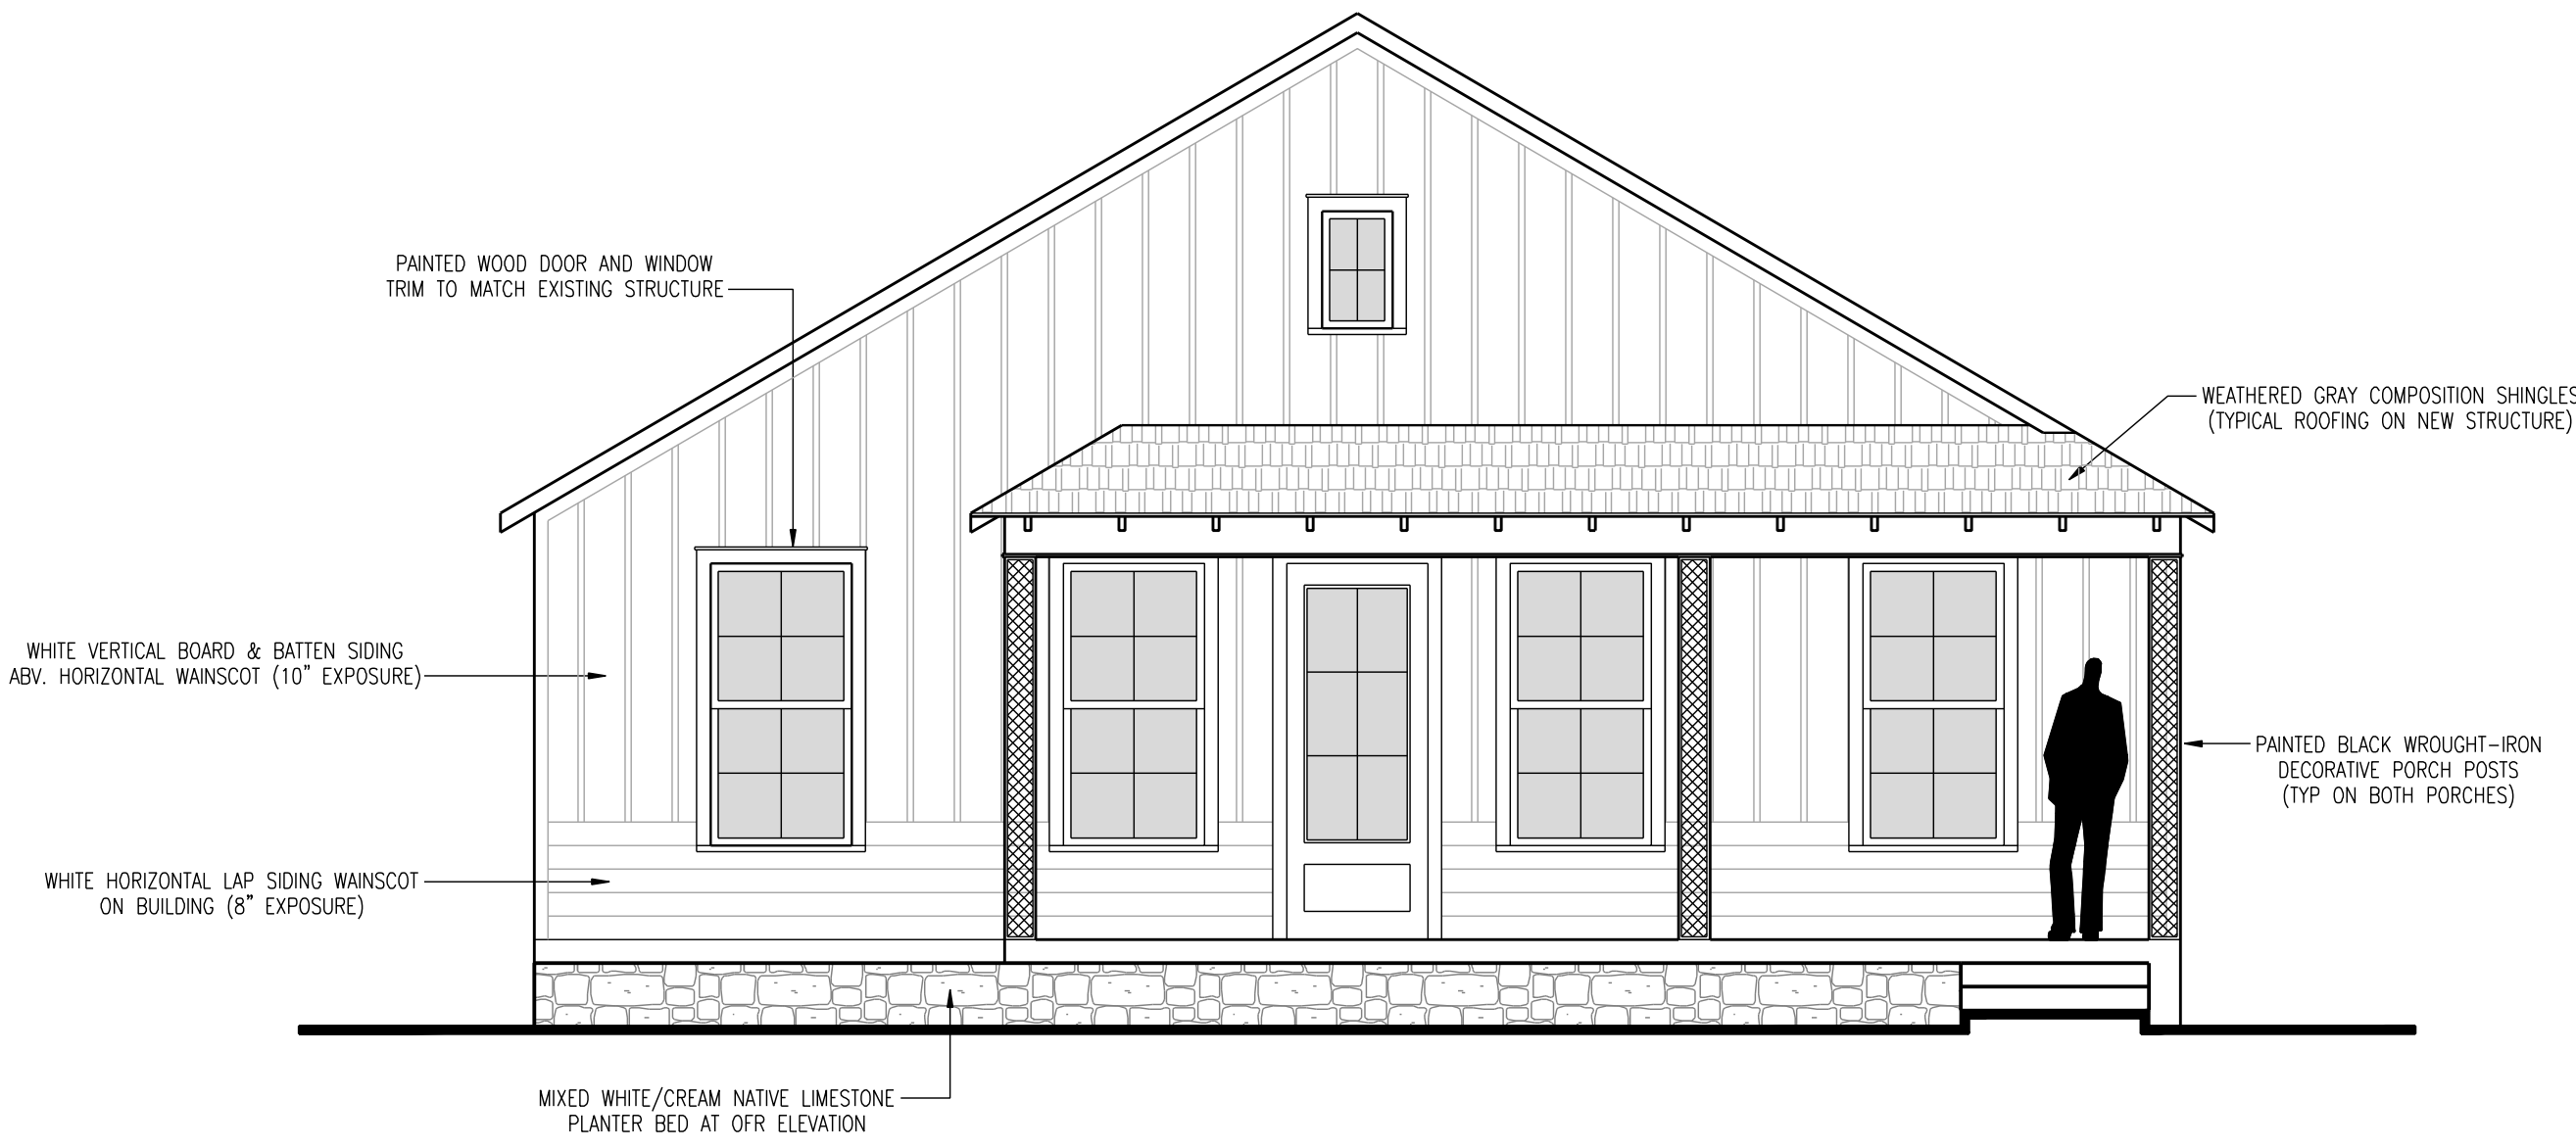 PAINTED WOOD DOOR AND WINDOW
TRIM TO MATCH EXISTING STRUCTURE
WEATHERED GRAY COMPOSITION SHINGLES
(TYPICAL ROOFING ON NEW STRUCTURE)
WHITE VERTICAL BOARD & BATTEN SIDING
ABV. HORIZONTAL WAINSCOT (10" EXPOSURE)
PAINTED BLACK WROUGHT-IRON
DECORATIVE PORCH POSTS
(TYP ON BOTH PORCHES)
WHITE HORIZONTAL LAP SIDING WAINSCOT
ON BUILDING (8" EXPOSURE)
MIXED WHITE/CREAM NATIVE LIMESTONE
PLANTER BED AT OFR ELEVATION